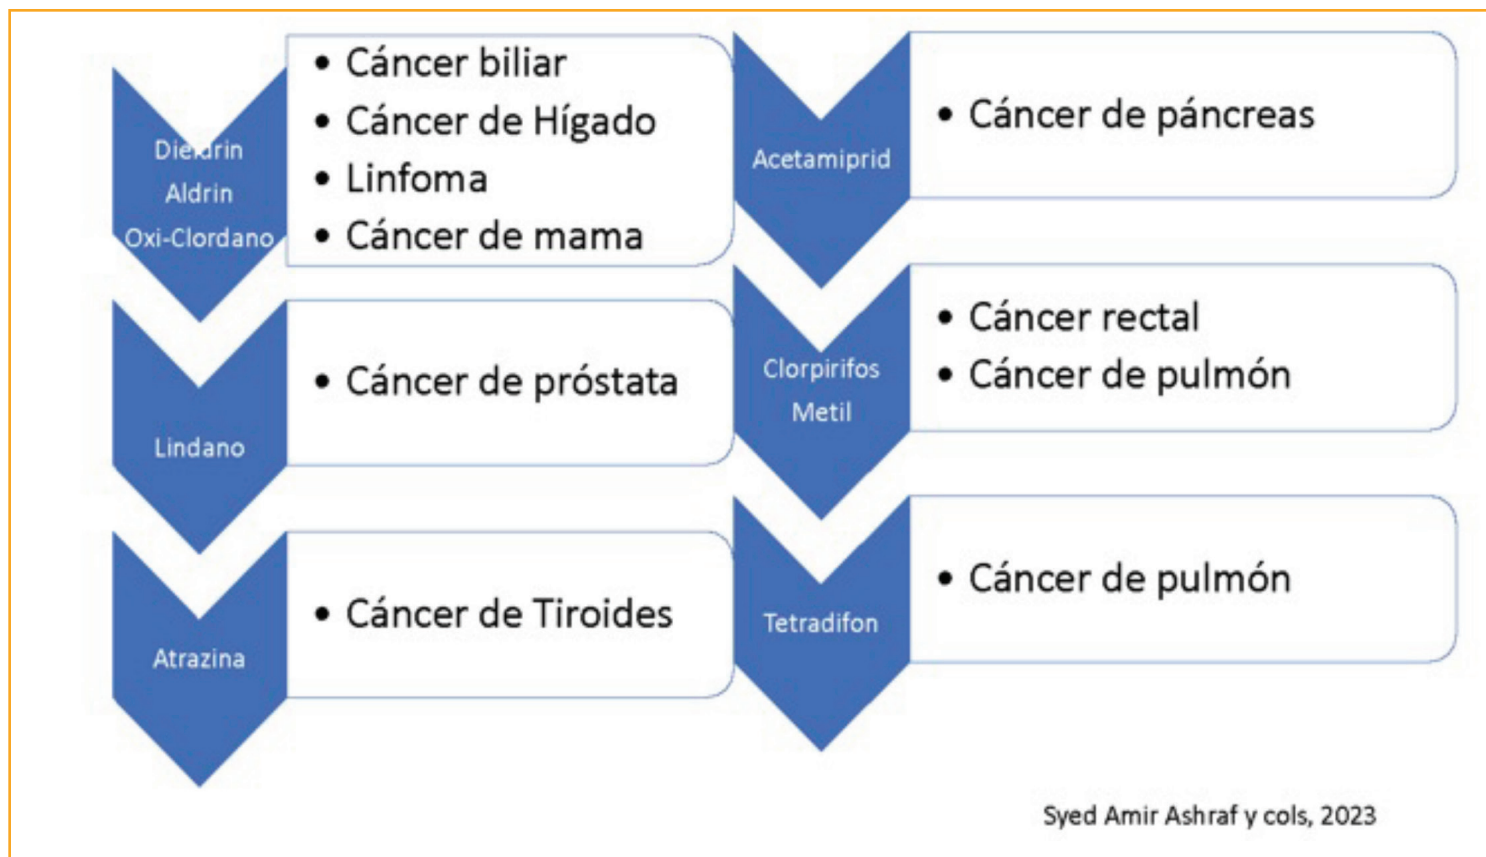 Dieldrin
Aldrin
Oxi-Clordano
• Cáncer biliar
• Cáncer de Hígado
• Linfoma
• Cáncer de mama
Lindano
• Cáncer de próstata
Atrazina
• Cáncer de Tiroides
Acetamiprid
• Cáncer de páncreas
Clorpirifos
Metil
• Cáncer rectal
• Cáncer de pulmón
Tetradifon
• Cáncer de pulmón
Syed Amir Ashraf y cols, 2023